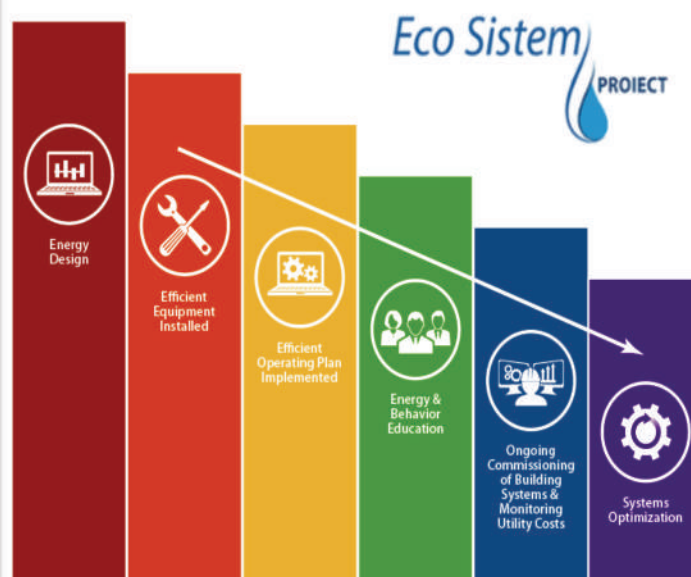 Eco Sistem
PROIECT
Energy
Design
Efficient
Equipment
Installed
Efficient
Operating Plan
Implemented
Energy &
Behavior
Education
Ongoing
Commissioning
of Building
Systems &
Monitoring
Utility Costs
Systems
Optimization